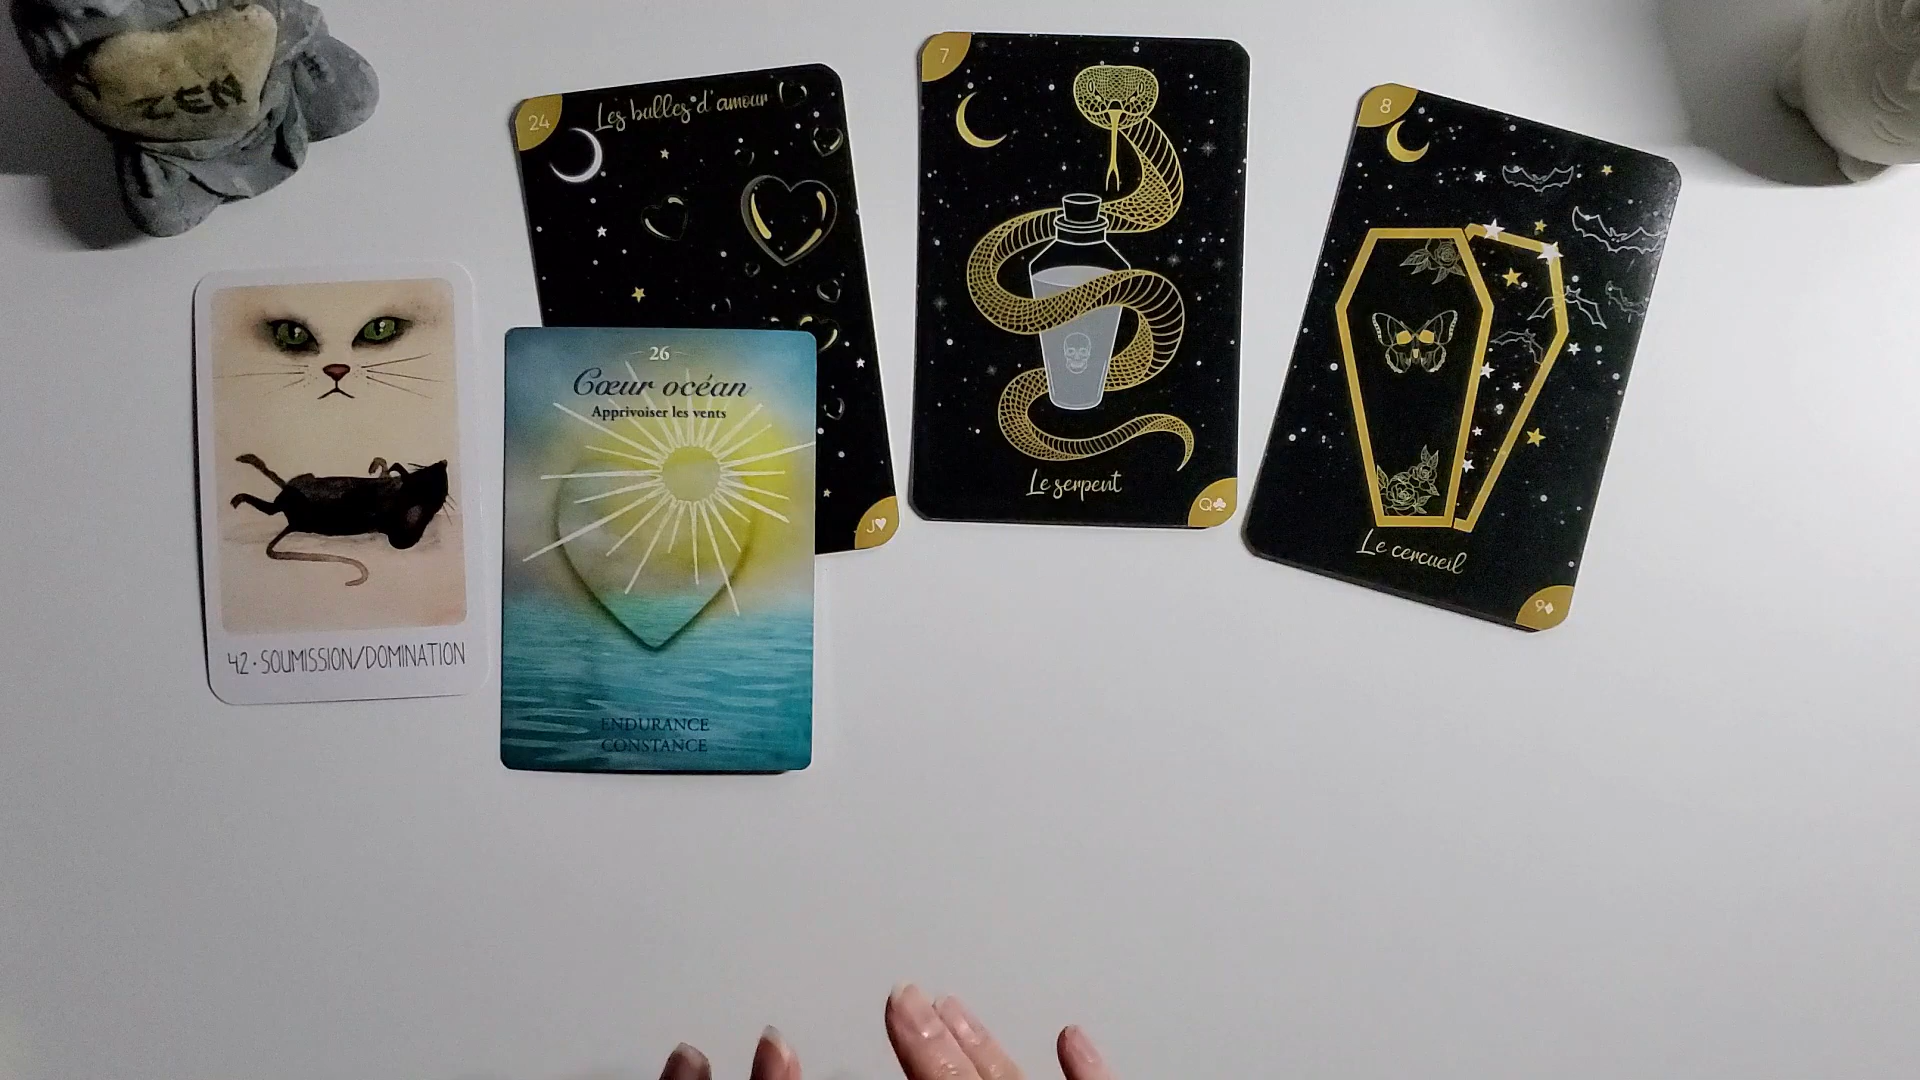 ZEN
24
Les bulles d'amour
J♥
7
Le serpent
Q♣
8
Le cercueil
9♦
42·SOUMISSION/DOMINATION
26
Cœur océan
Apprivoiser les vents
ENDURANCE
CONSTANCE